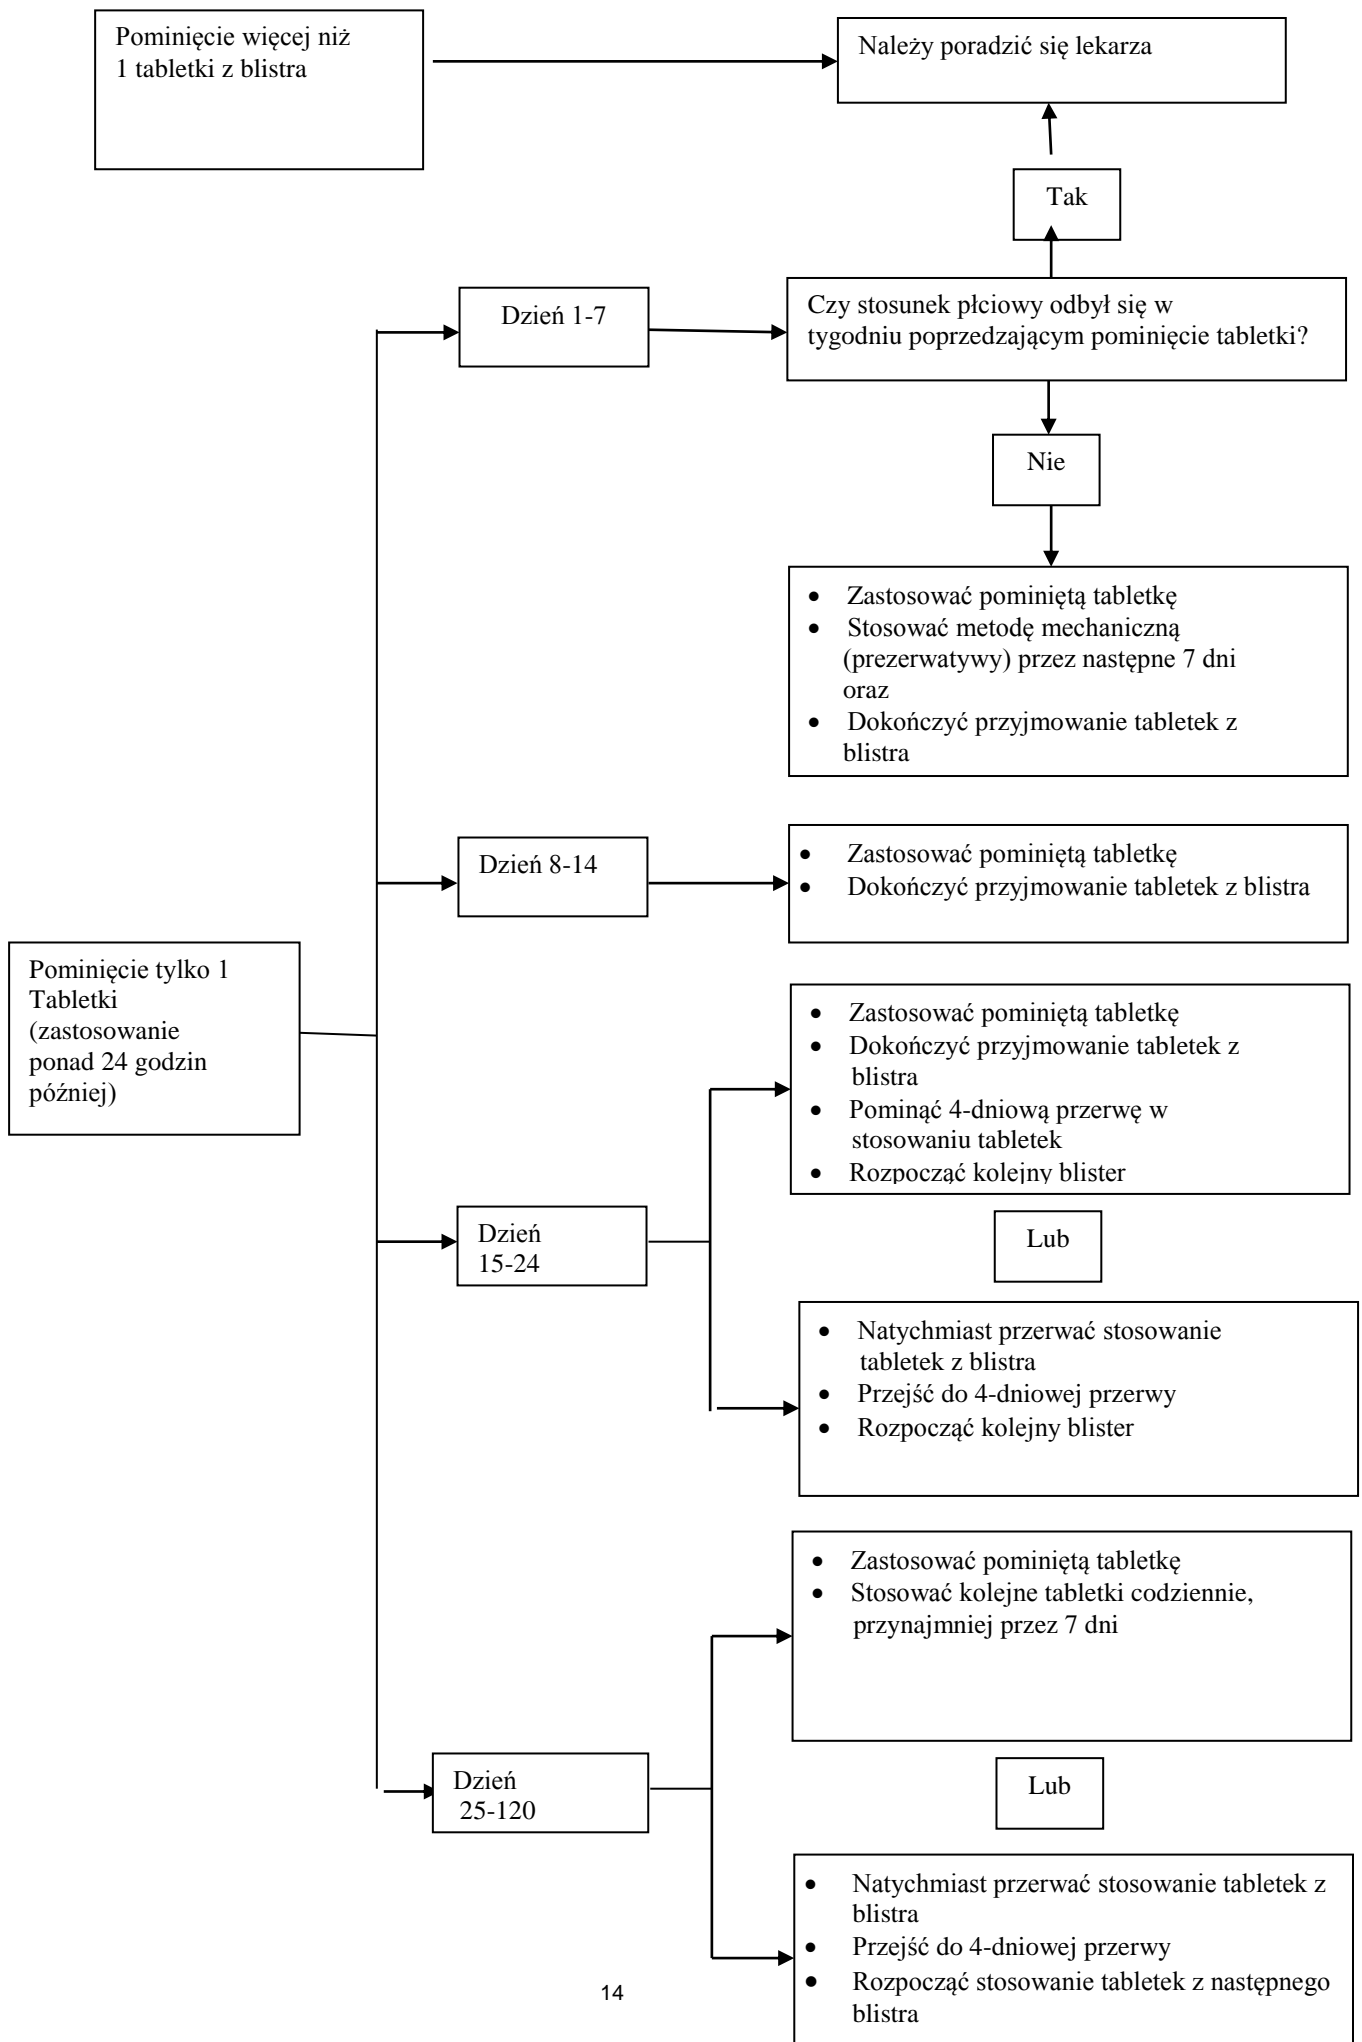 Pominięcie więcej niż
1 tabletki z blistra
Należy poradzić się lekarza
Tak
Dzień 1-7
Czy stosunek płciowy odbył się w
tygodniu poprzedzającym pominięcie tabletki?
Nie
• Zastosować pominiętą tabletkę
• Stosować metodę mechaniczną
(prezerwatywy) przez następne 7 dni
oraz
• Dokończyć przyjmowanie tabletek z
blistra
Dzień 8-14
• Zastosować pominiętą tabletkę
• Dokończyć przyjmowanie tabletek z blistra
Pominięcie tylko 1
Tabletki
(zastosowanie
ponad 24 godzin
później)
• Zastosować pominiętą tabletkę
• Dokończyć przyjmowanie tabletek z
blistra
• Pominąć 4-dniową przerwę w
stosowaniu tabletek
• Rozpocząć kolejny blister
Dzień
15-24
Lub
• Natychmiast przerwać stosowanie
tabletek z blistra
• Przejść do 4-dniowej przerwy
• Rozpocząć kolejny blister
• Zastosować pominiętą tabletkę
• Stosować kolejne tabletki codziennie,
przynajmniej przez 7 dni
Dzień
25-120
Lub
• Natychmiast przerwać stosowanie tabletek z
blistra
• Przejść do 4-dniowej przerwy
• Rozpocząć stosowanie tabletek z następnego
blistra
14